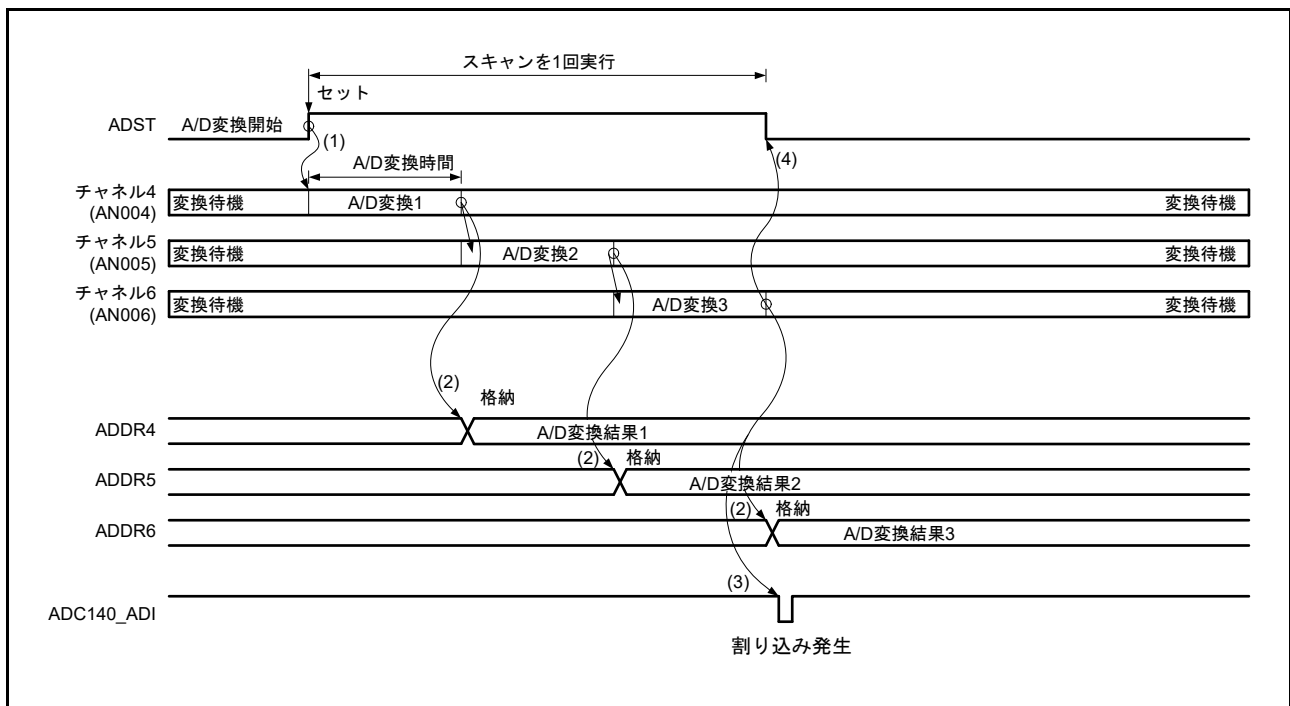 スキャンを1回実行
セット
ADST
A/D変換開始
(1)
(4)
A/D変換時間
チャネル4
(AN004)
変換待機
A/D変換1
変換待機
チャネル5
(AN005)
変換待機
A/D変換2
変換待機
チャネル6
(AN006)
変換待機
A/D変換3
変換待機
(2)
格納
ADDR4
A/D変換結果1
(2)
格納
ADDR5
A/D変換結果2
(2)
格納
ADDR6
A/D変換結果3
(3)
ADC140_ADI
割り込み発生